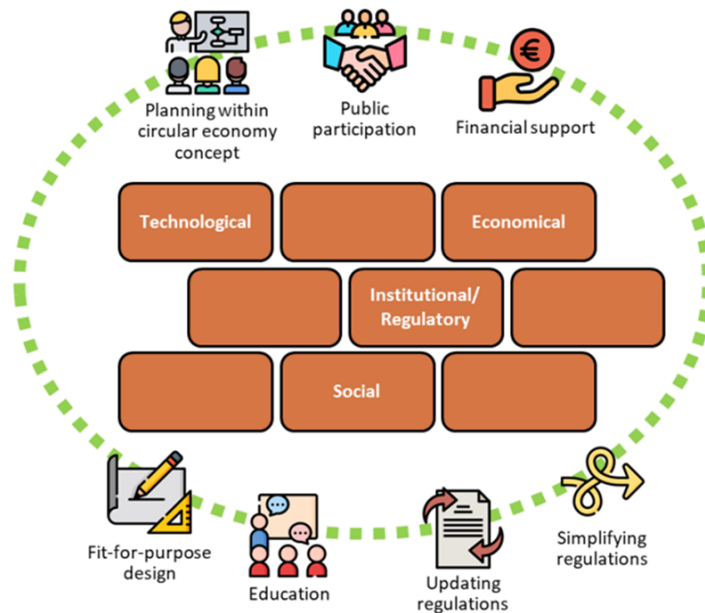 Planning within
circular economy
concept
Public
participation
Financial support
€
Technological
Economical
Institutional/
Regulatory
Social
Fit-for-purpose
design
Education
Updating
regulations
Simplifying
regulations